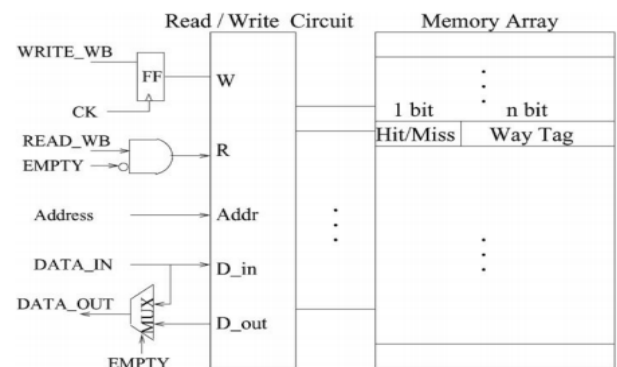 Read / Write Circuit
Memory Array
WRITE_WB
FF
W
CK
1 bit
n bit
Hit/Miss
Way Tag
READ_WB
EMPTY
R
Address
Addr
DATA_IN
D_in
DATA_OUT
MUX
D_out
EMPTY